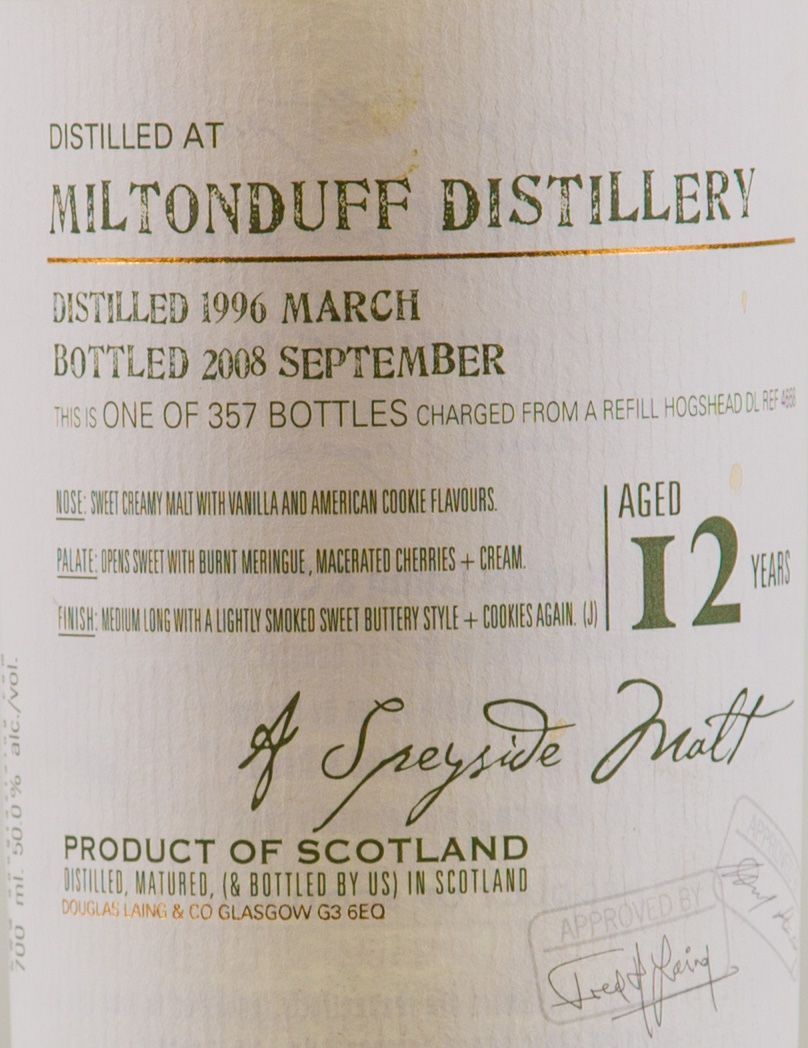 DISTILLED AT
MILTONDUFF DISTILLERY
DISTILLED 1996 MARCH
BOTTLED 2008 SEPTEMBER
THIS IS ONE OF 357 BOTTLES CHARGED FROM A REFILL HOGSHEAD DL REF
NOSE: SWEET CREAMY MALT WITH VANILLA AND AMERICAN COOKIE FLAVOURS.
PALATE: OPENS SWEET WITH BURNT MERINGUE, MACERATED CHERRIES + CREAM.
FINISH: MEDIUM LONG WITH A LIGHTLY SMOKED SWEET BUTTERY STYLE + COOKIES AGAIN. (J)
AGED
12 YEARS
A Speyside Malt
PRODUCT OF SCOTLAND
DISTILLED, MATURED, (& BOTTLED BY US) IN SCOTLAND
DOUGLAS LAING & CO GLASGOW G3 6EQ
700 ml. 50.0% alc./vol.
APPROVED BY
Fred H Laing